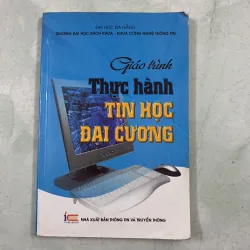 ĐẠI HỌC ĐÀ NẴNG
TRƯỜNG ĐẠI HỌC BÁCH KHOA - KHOA CÔNG NGHỆ THÔNG TIN
Giáo trình
Thực hành
TIN HỌC
ĐẠI CƯƠNG
NHÀ XUẤT BẢN THÔNG TIN VÀ TRUYỀN THÔNG